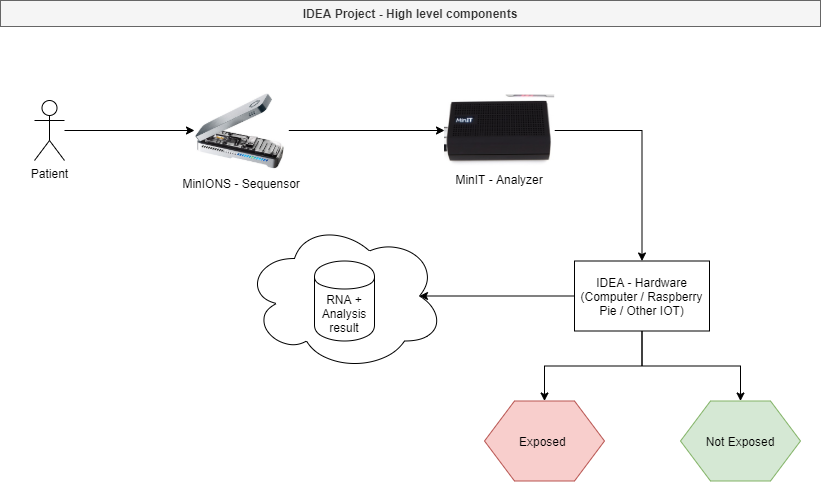 IDEA Project - High level components
MinIT
Patient
MinIONS - Sequensor
MinIT - Analyzer
RNA +
Analysis
result
IDEA - Hardware
(Computer / Raspberry
Pie / Other IOT)
Exposed
Not Exposed